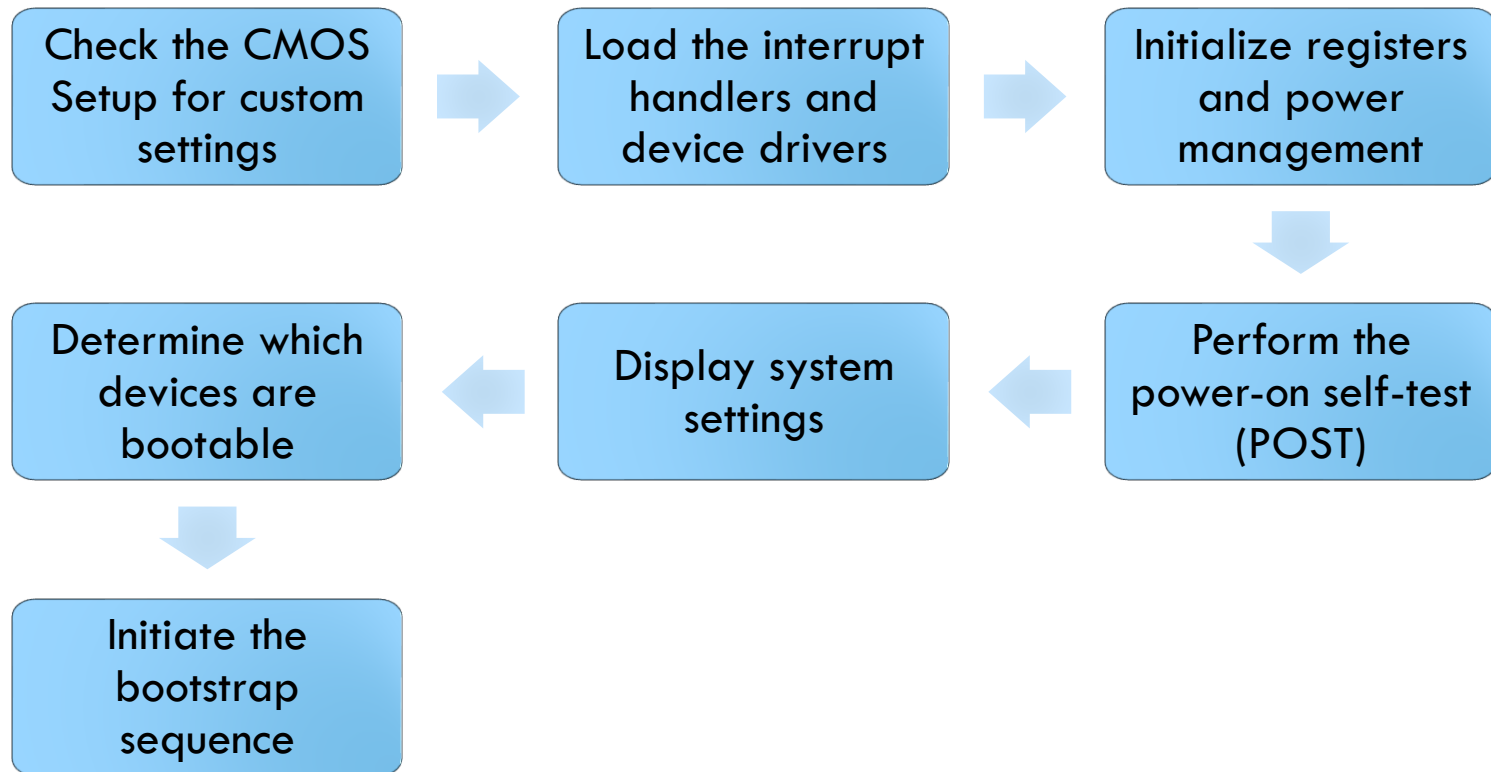 Check the CMOS
Setup for custom
settings
Load the interrupt
handlers and
device drivers
Initialize registers
and power
management
Perform the
power-on self-test
(POST)
Display system
settings
Determine which
devices are
bootable
Initiate the
bootstrap
sequence